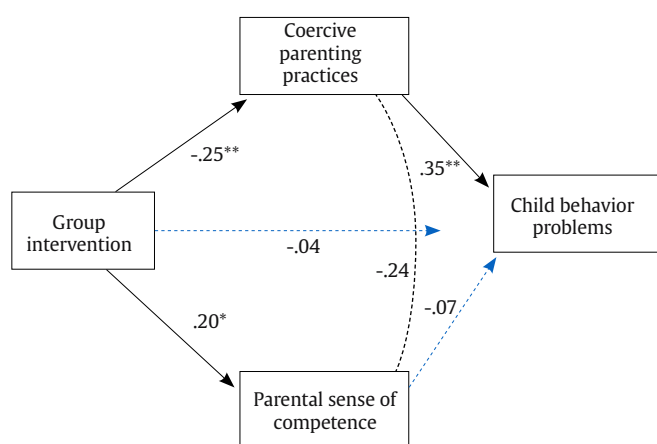 Coercive
parenting
practices
-.25**
.35**
Group
intervention
Child behavior
problems
-.04
-.24
-.07
.20*
Parental sense of
competence